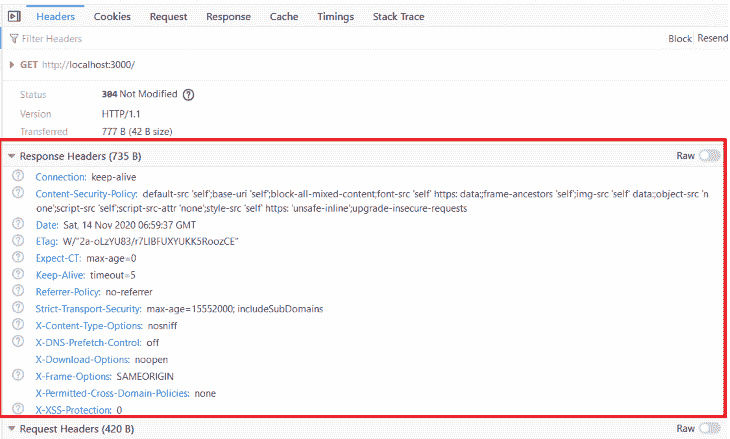 Headers Cookies Request Response Cache Timings Stack Trace
Filter Headers Block Resend
GET http://localhost:3000/
Status 304 Not Modified ?
Version HTTP/1.1
Transferred 777 B (42 B size)
Response Headers (735 B) Raw
? Connection: keep-alive
? Content-Security-Policy: default-src 'self';base-uri 'self';block-all-mixed-content;font-src 'self' https: data:;frame-ancestors 'self';img-src 'self' data:;object-src 'n
one';script-src 'self';script-src-attr 'none';style-src 'self' https: 'unsafe-inline';upgrade-insecure-requests
? Date: Sat, 14 Nov 2020 06:59:37 GMT
? ETag: W/"2a-oLzYU83/r7LIBFUXYUKK5RoozCE"
? Expect-CT: max-age=0
? Keep-Alive: timeout=5
? Referrer-Policy: no-referrer
? Strict-Transport-Security: max-age=15552000; includeSubDomains
? X-Content-Type-Options: nosniff
? X-DNS-Prefetch-Control: off
X-Download-Options: noopen
? X-Frame-Options: SAMEORIGIN
X-Permitted-Cross-Domain-Policies: none
? X-XSS-Protection: 0
Request Headers (420 B) Raw